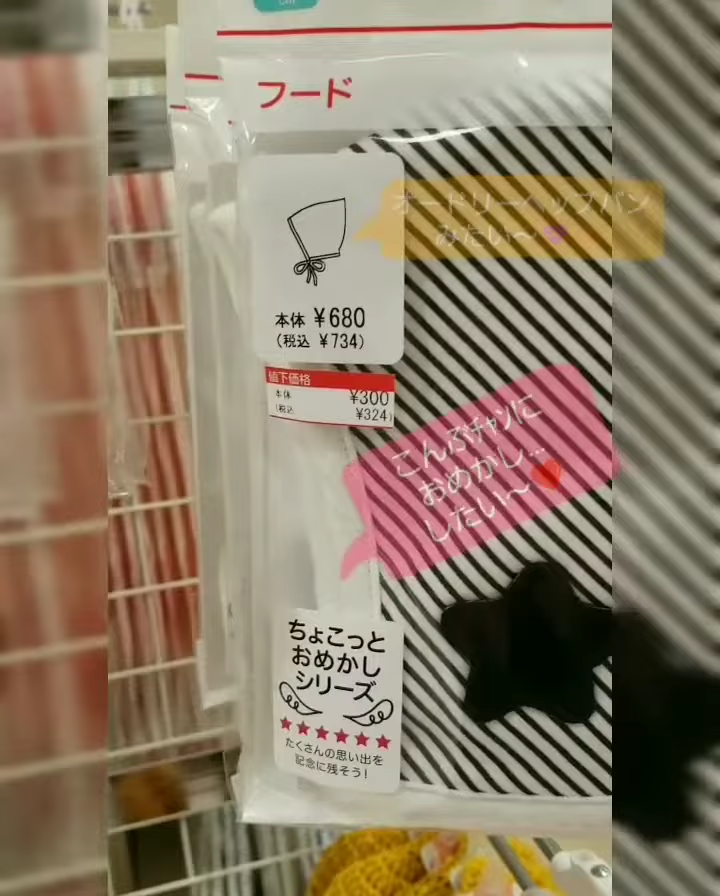 フード
オードリーヘップバン
みたい〜
本体 ¥680
(税込 ¥734)
値下価格
本体 ¥300
(税込 ¥324)
こんぶチャンに
おめかし…
したい〜
ちょこっと
おめかし
シリーズ
たくさんの思い出を
記念に残そう!